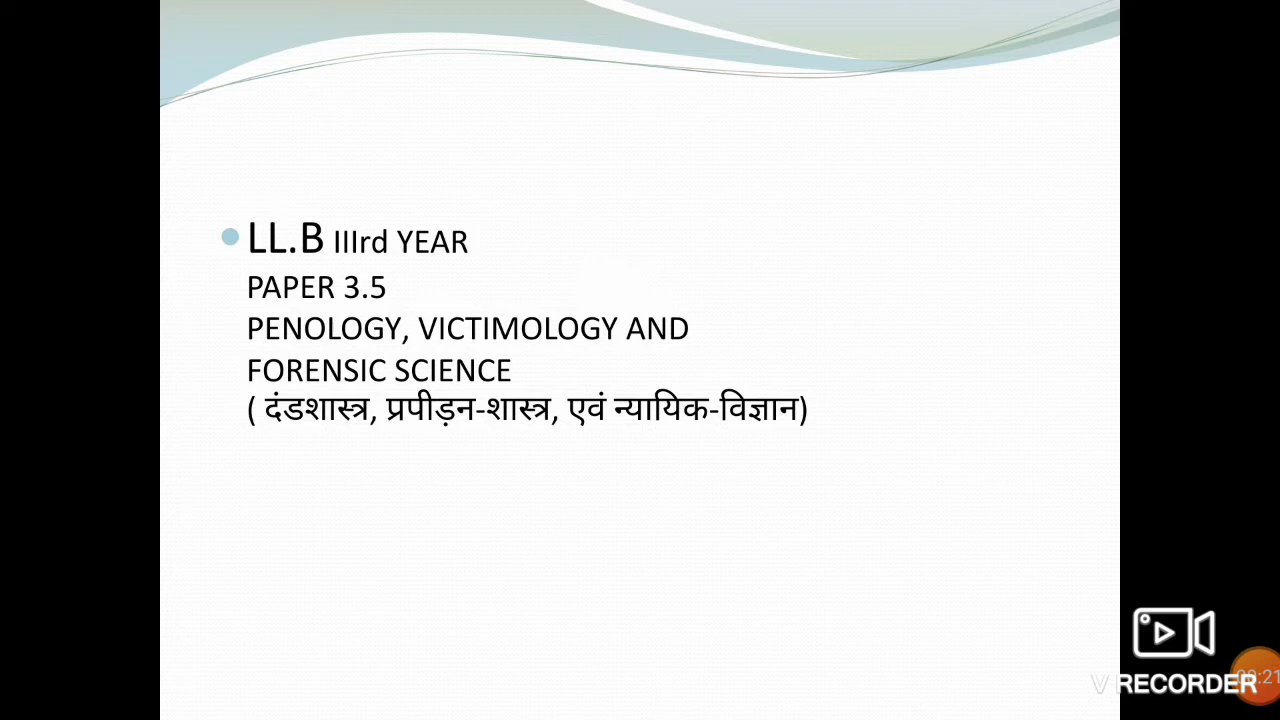 LL.B IIIrd YEAR
PAPER 3.5
PENOLOGY, VICTIMOLOGY AND
FORENSIC SCIENCE
( दंडशास्त्र, प्रपीड़न-शास्त्र, एवं न्यायिक-विज्ञान)
V RECORDER